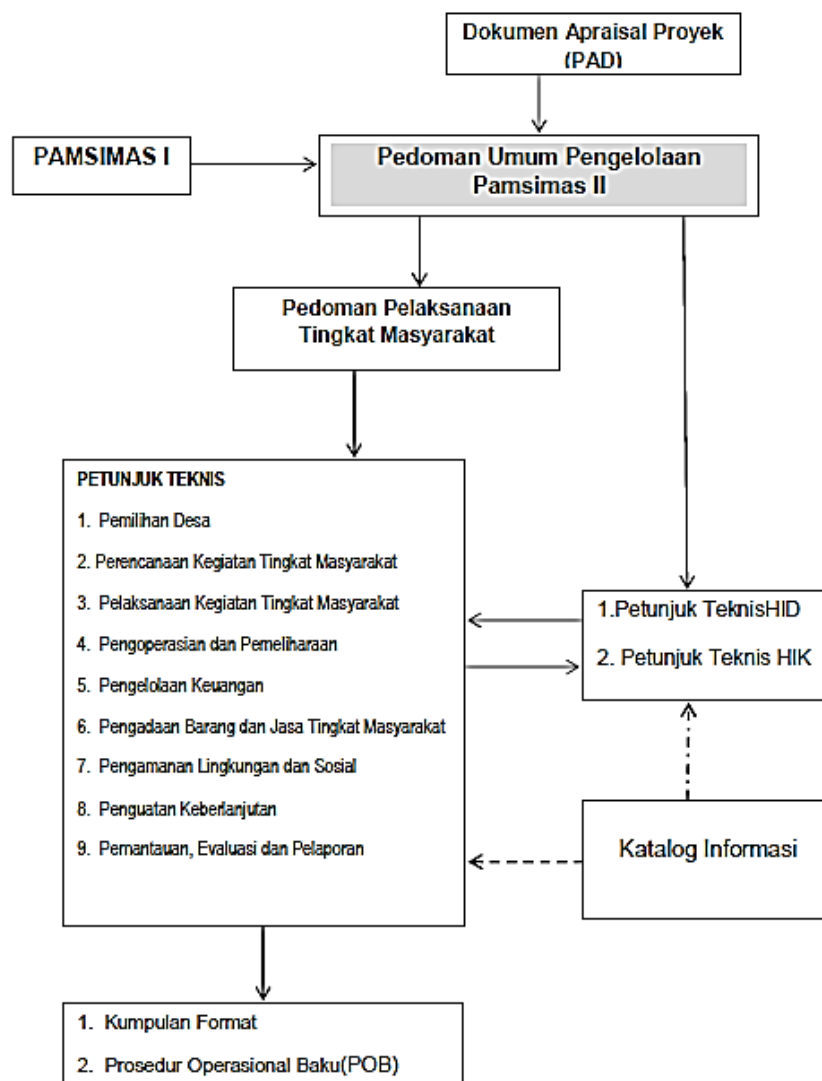 Dokumen Apraisal Proyek
(PAD)
PAMSIMAS I
Pedoman Umum Pengelolaan
Pamsimas II
Pedoman Pelaksanaan
Tingkat Masyarakat
PETUNJUK TEKNIS
1. Pemilihan Desa
2. Perencanaan Kegiatan Tingkat Masyarakat
3. Pelaksanaan Kegiatan Tingkat Masyarakat
4. Pengoperasian dan Pemeliharaan
5. Pengelolaan Keuangan
6. Pengadaan Barang dan Jasa Tingkat Masyarakat
7. Pengamanan Lingkungan dan Sosial
8. Penguatan Keberlanjutan
9. Pemantauan, Evaluasi dan Pelaporan
1.Petunjuk TeknisHID
2. Petunjuk Teknis HIK
Katalog Informasi
1. Kumpulan Format
2. Prosedur Operasional Baku(POB)